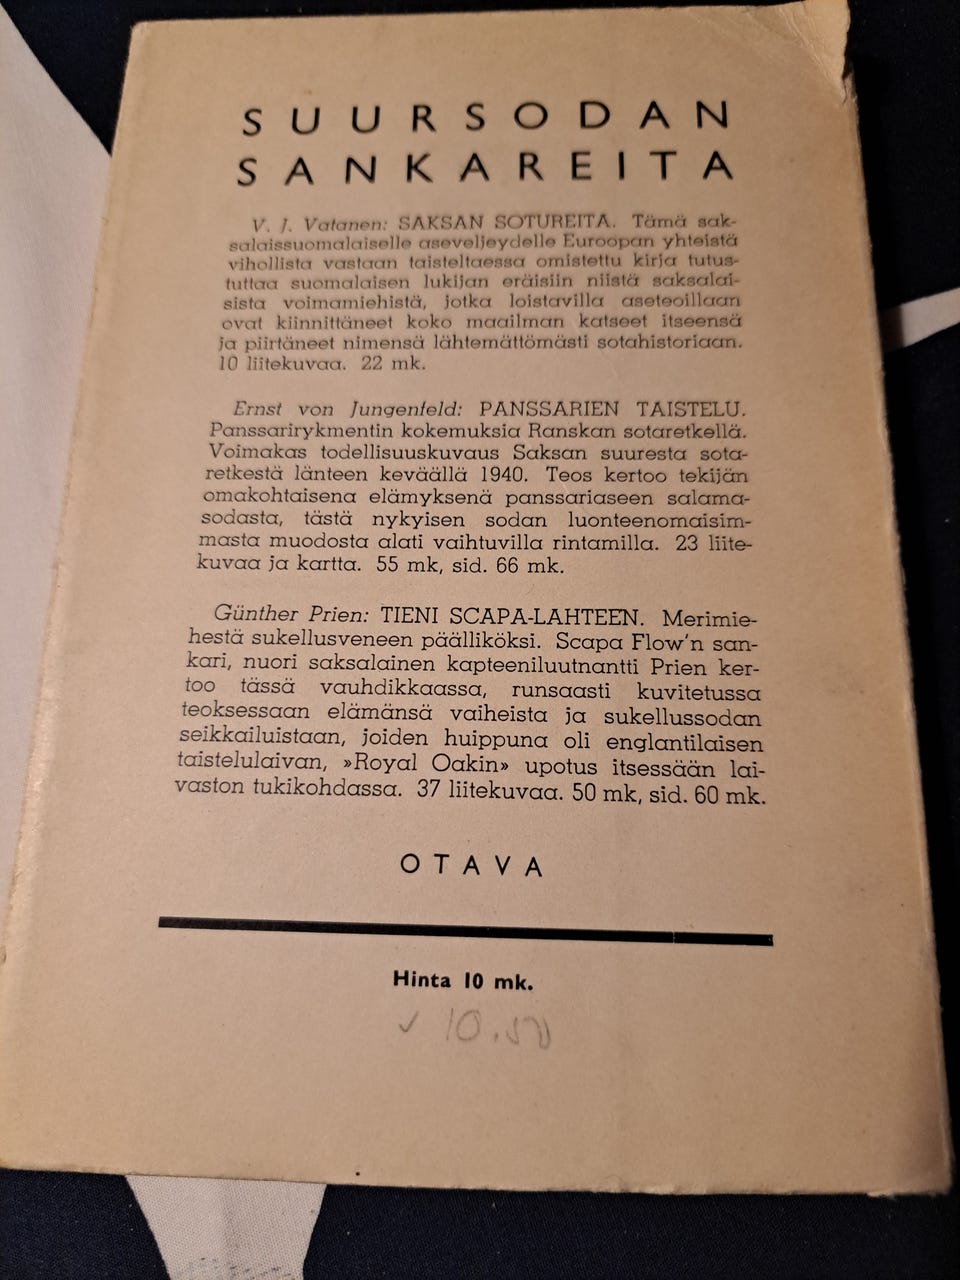 SUURSODAN
SANKAREITA
V. J. Vatanen: SAKSAN SOTUREITA. Tämä sak-
salaissuomalaiselle aseveljeydelle Euroopan yhteistä
vihollista vastaan taisteltaessa omistettu kirja tutus-
tuttaa suomalaisen lukijan eräisiin niistä saksalai-
sista voimamiehistä, jotka loistavilla aseteoillaan
ovat kiinnittäneet koko maailman katseet itseensä
ja piirtäneet nimensä lähtemättömästi sotahistoriaan.
10 liitekuvaa. 22 mk.
Ernst von Jungenfeld: PANSSARIEN TAISTELU.
Panssarirykmentin kokemuksia Ranskan sotaretkellä.
Voimakas todellisuuskuvaus Saksan suuresta sota-
retkestä länteen keväällä 1940. Teos kertoo tekijän
omakohtaisena elämyksenä panssariaseen salama-
sodasta, tästä nykyisen sodan luonteenomaisim-
masta muodosta alati vaihtuvilla rintamilla. 23 liite-
kuvaa ja kartta. 55 mk, sid. 66 mk.
Günther Prien: TIENI SCAPA-LAHTEEN. Merimie-
hestä sukellusveneen päälliköksi. Scapa Flow'n san-
kari, nuori saksalainen kapteeniluutnantti Prien ker-
too tässä vauhdikkaassa, runsaasti kuvitetussa
teoksessaan elämänsä vaiheista ja sukellussodan
seikkailuistaan, joiden huippuna oli englantilaisen
taistelulaivan, »Royal Oakin» upotus itsessään lai-
vaston tukikohdassa. 37 liitekuvaa. 50 mk, sid. 60 mk.
OTAVA
Hinta 10 mk.
✓ 10.50